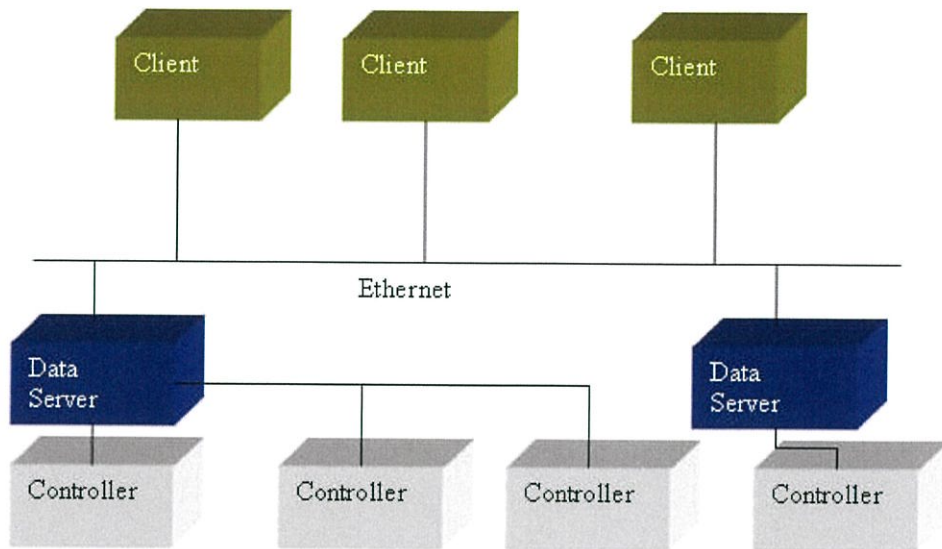 Client
Client
Client
Ethernet
Data
Server
Data
Server
Controller
Controller
Controller
Controller